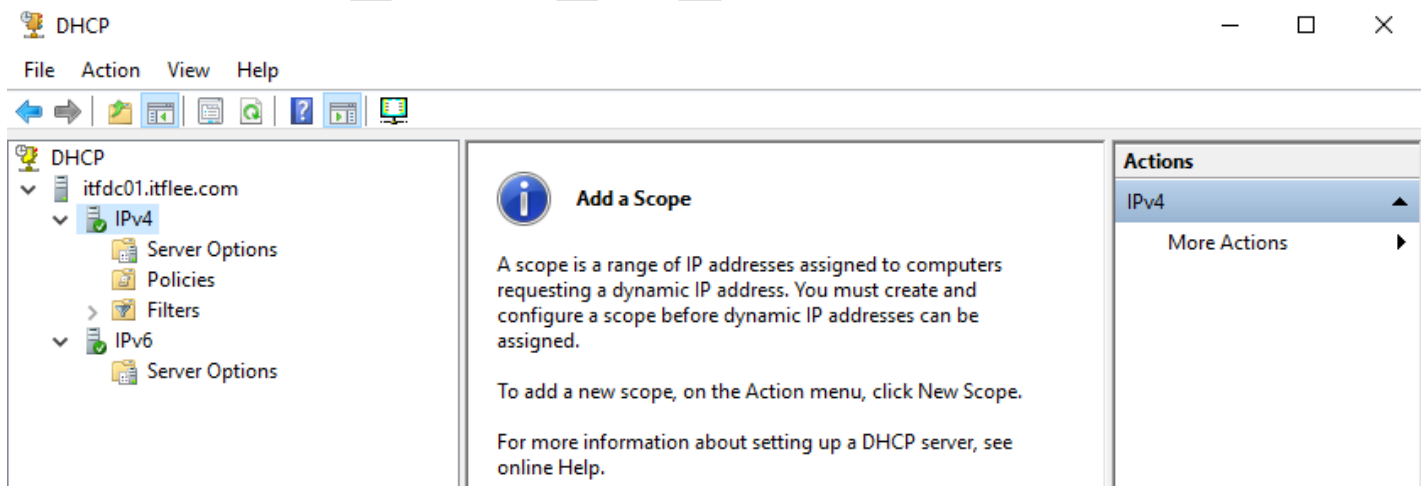 DHCP
File Action View Help
DHCP
itfdc01.itflee.com
IPv4
Server Options
Policies
Filters
IPv6
Server Options
Add a Scope
A scope is a range of IP addresses assigned to computers
requesting a dynamic IP address. You must create and
configure a scope before dynamic IP addresses can be
assigned.
To add a new scope, on the Action menu, click New Scope.
For more information about setting up a DHCP server, see
online Help.
Actions
IPv4
More Actions